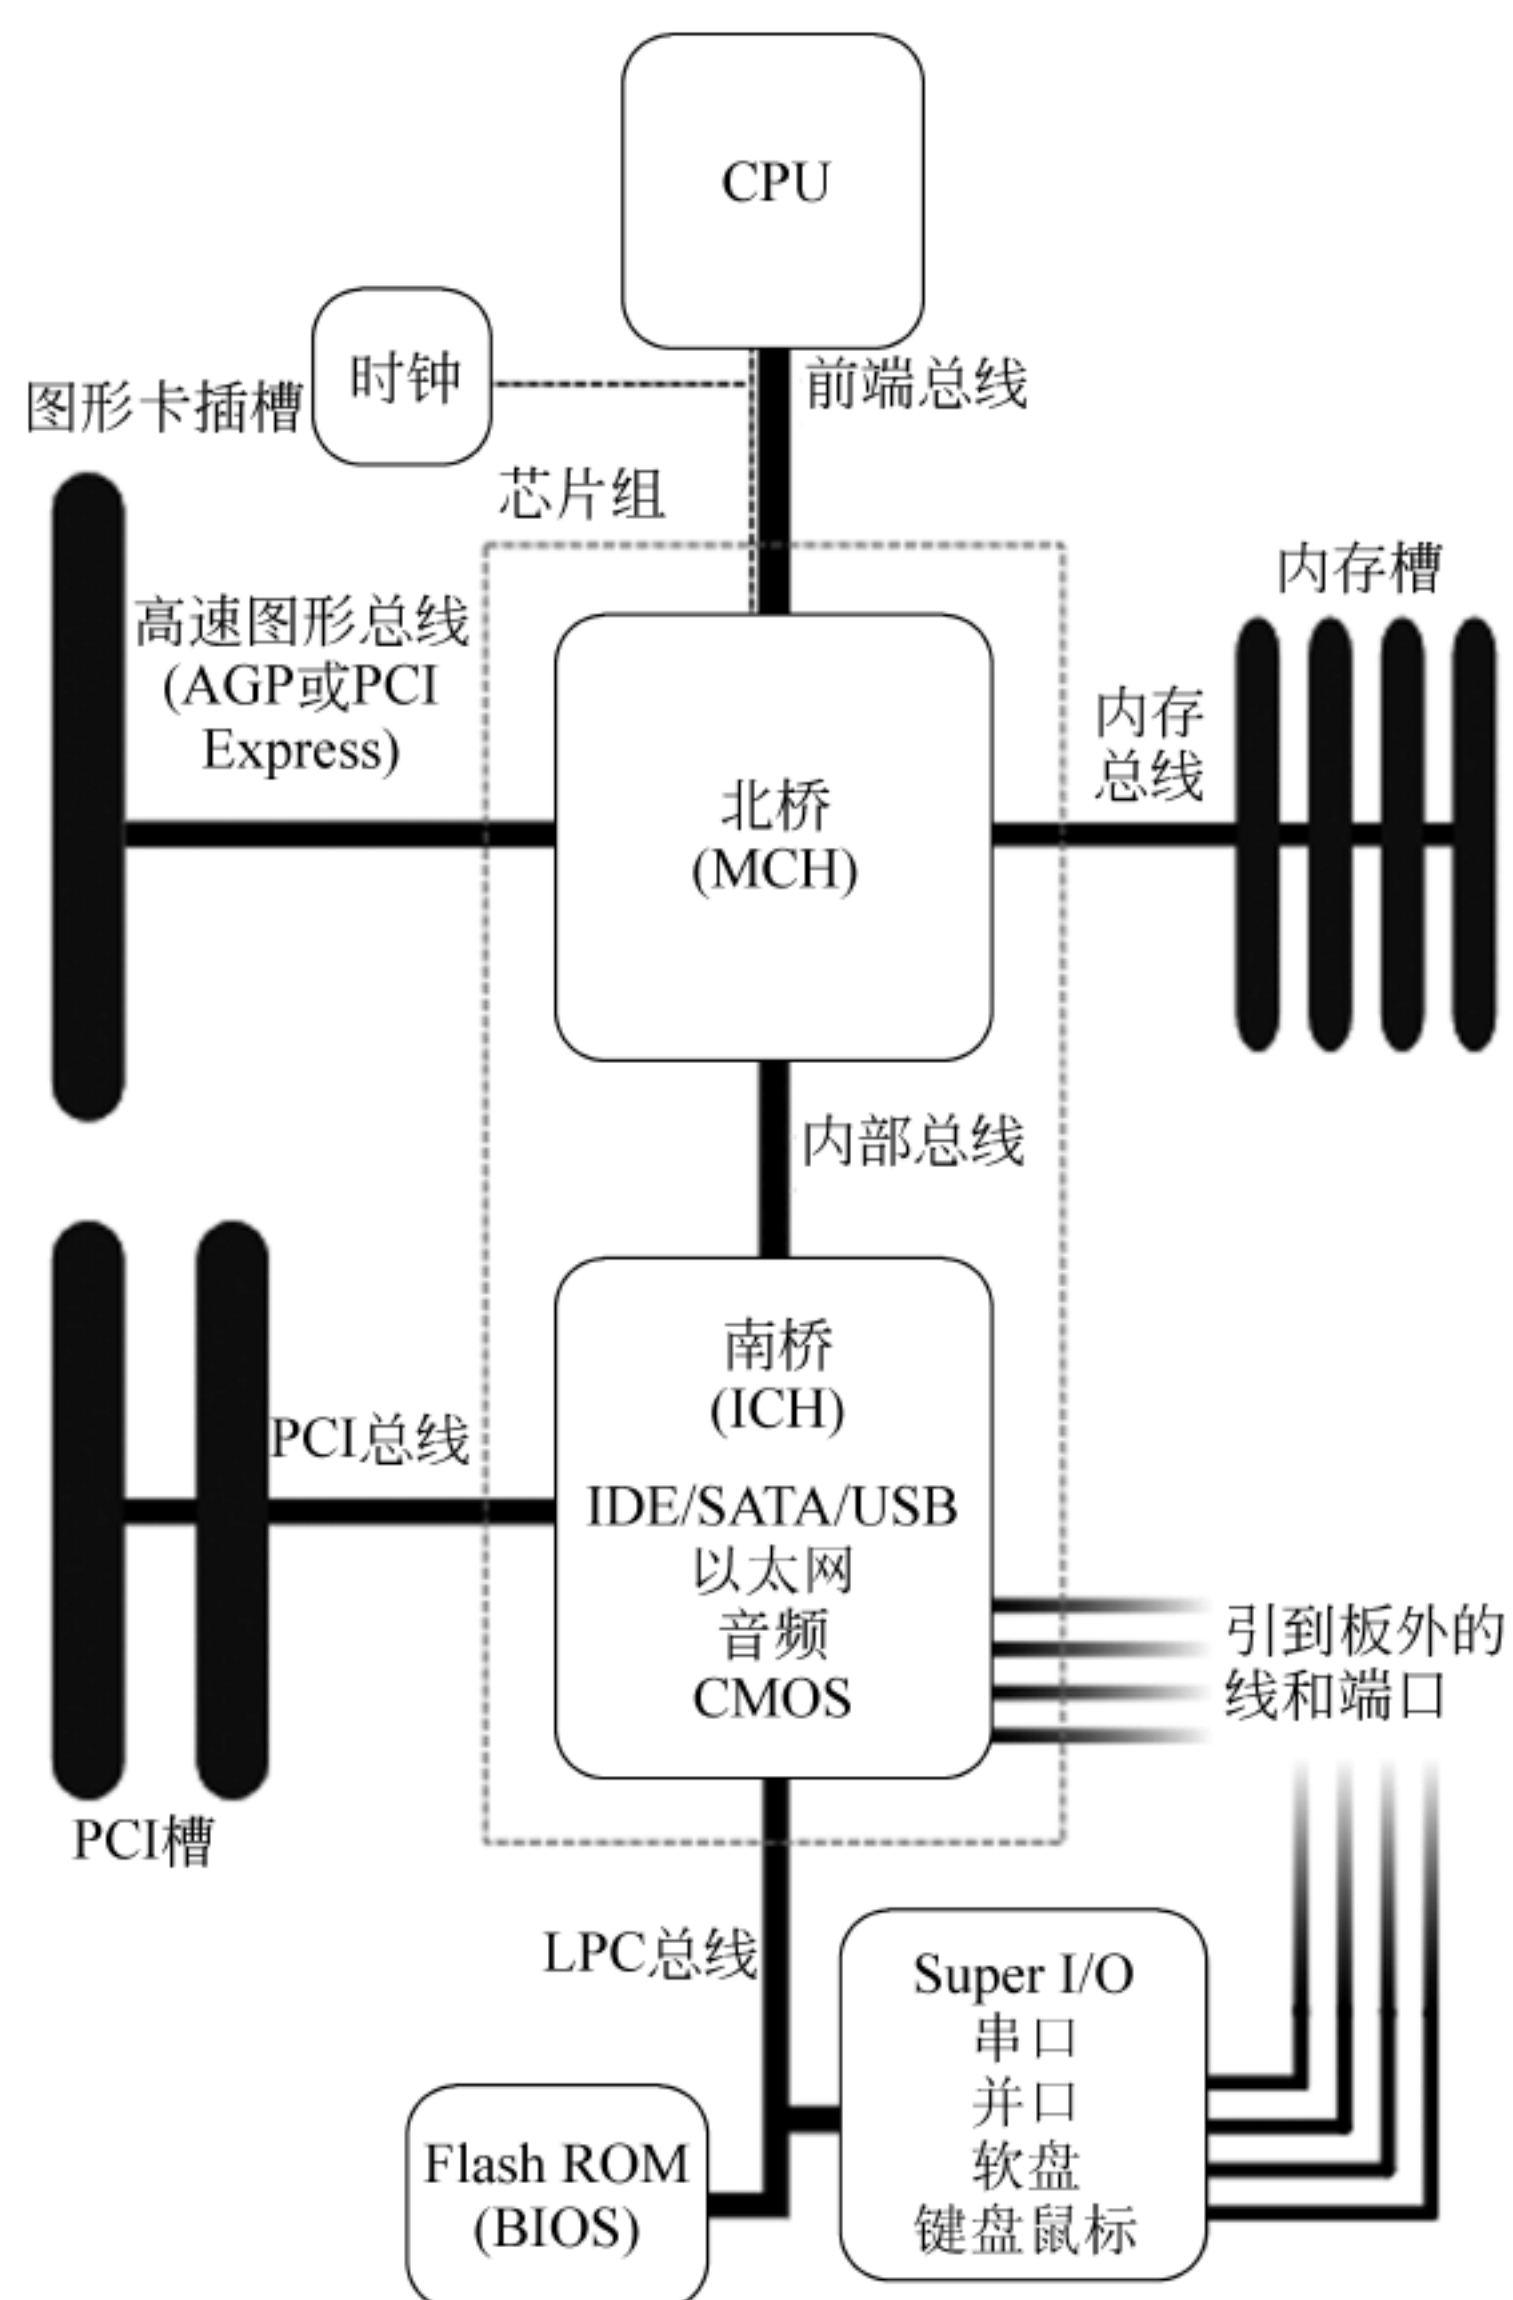 CPU
时钟
前端总线
图形卡插槽
芯片组
内存槽
高速图形总线
(AGP或PCI
Express)
内存
总线
北桥
(MCH)
内部总线
南桥
(ICH)
PCI总线
IDE/SATA/USB
以太网
音频
CMOS
引到板外的
线和端口
PCI槽
LPC总线
Super I/O
串口
并口
软盘
键盘鼠标
Flash ROM
(BIOS)